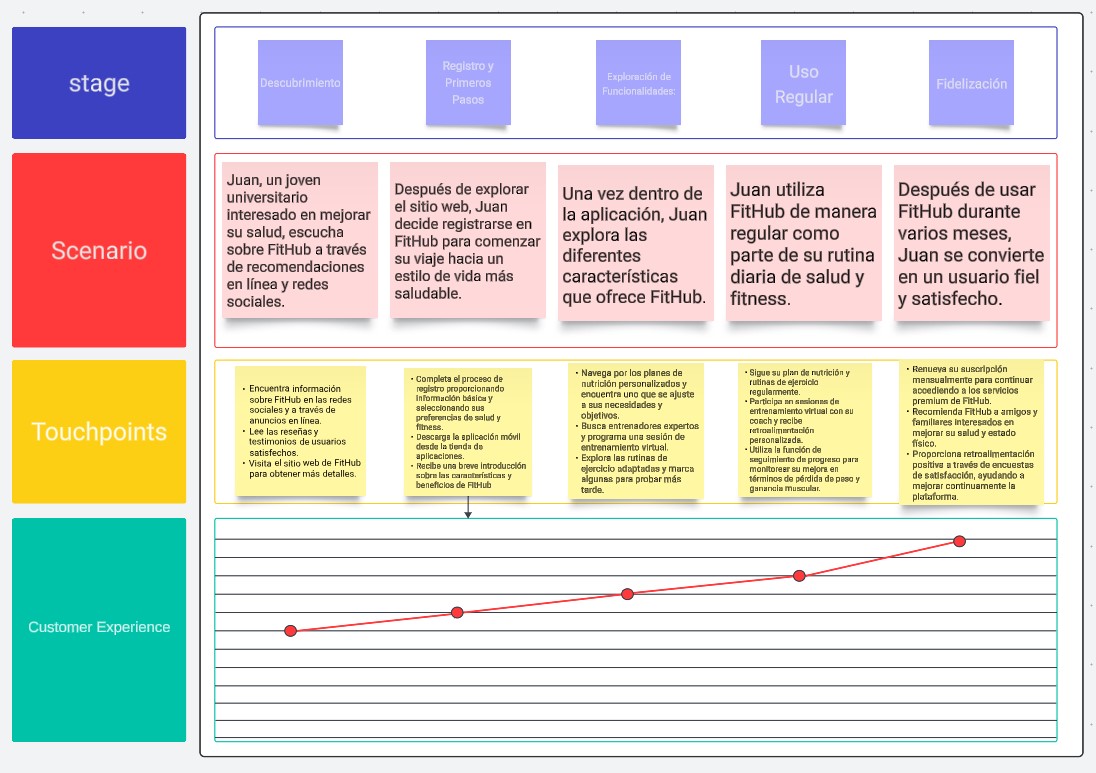 stage
Descubrimiento
Registro y
Primeros
Pasos
Exploración de
Funcionalidades:
Uso
Regular
Fidelización
Scenario
Juan, un joven
universitario
interesado en mejorar
su salud, escucha
sobre FitHub a través
de recomendaciones
en línea y redes
sociales.
Después de explorar
el sitio web, Juan
decide registrarse en
FitHub para comenzar
su viaje hacia un
estilo de vida más
saludable.
Una vez dentro de
la aplicación, Juan
explora las
diferentes
características
que ofrece FitHub.
Juan utiliza
FitHub de manera
regular como
parte de su rutina
diaria de salud y
fitness.
Después de usar
FitHub durante
varios meses,
Juan se convierte
en un usuario fiel
y satisfecho.
Touchpoints
• Encuentra información
sobre FitHub en las redes
sociales y a través de
anuncios en línea.
• Lee las reseñas y
testimonios de usuarios
satisfechos.
• Visita el sitio web de FitHub
para obtener más detalles.
• Completa el proceso de
registro proporcionando
información básica y
seleccionando sus
preferencias de salud y
fitness.
• Descarga la aplicación móvil
desde la tienda de
aplicaciones.
• Recibe una breve introducción
sobre las características y
beneficios de FitHub
• Navega por los planes de
nutrición personalizados y
encuentra uno que se ajuste
a sus necesidades y
objetivos.
• Busca entrenadores expertos
y programa una sesión de
entrenamiento virtual.
• Explora las rutinas de
ejercicio adaptadas y marca
algunas para probar más
tarde.
• Sigue su plan de nutrición y
rutinas de ejercicio
regularmente.
• Participa en sesiones de
entrenamiento virtual con su
coach y recibe
retroalimentación
personalizada.
• Utiliza la función de
seguimiento de progreso para
monitorear su mejora en
términos de pérdida de peso y
ganancia muscular.
• Renueva su suscripción
mensualmente para continuar
accediendo a los servicios
premium de FitHub.
• Recomienda FitHub a amigos y
familiares interesados en
mejorar su salud y estado
físico.
• Proporciona retroalimentación
positiva a través de encuestas
de satisfacción, ayudando a
mejorar continuamente la
plataforma.
Customer Experience